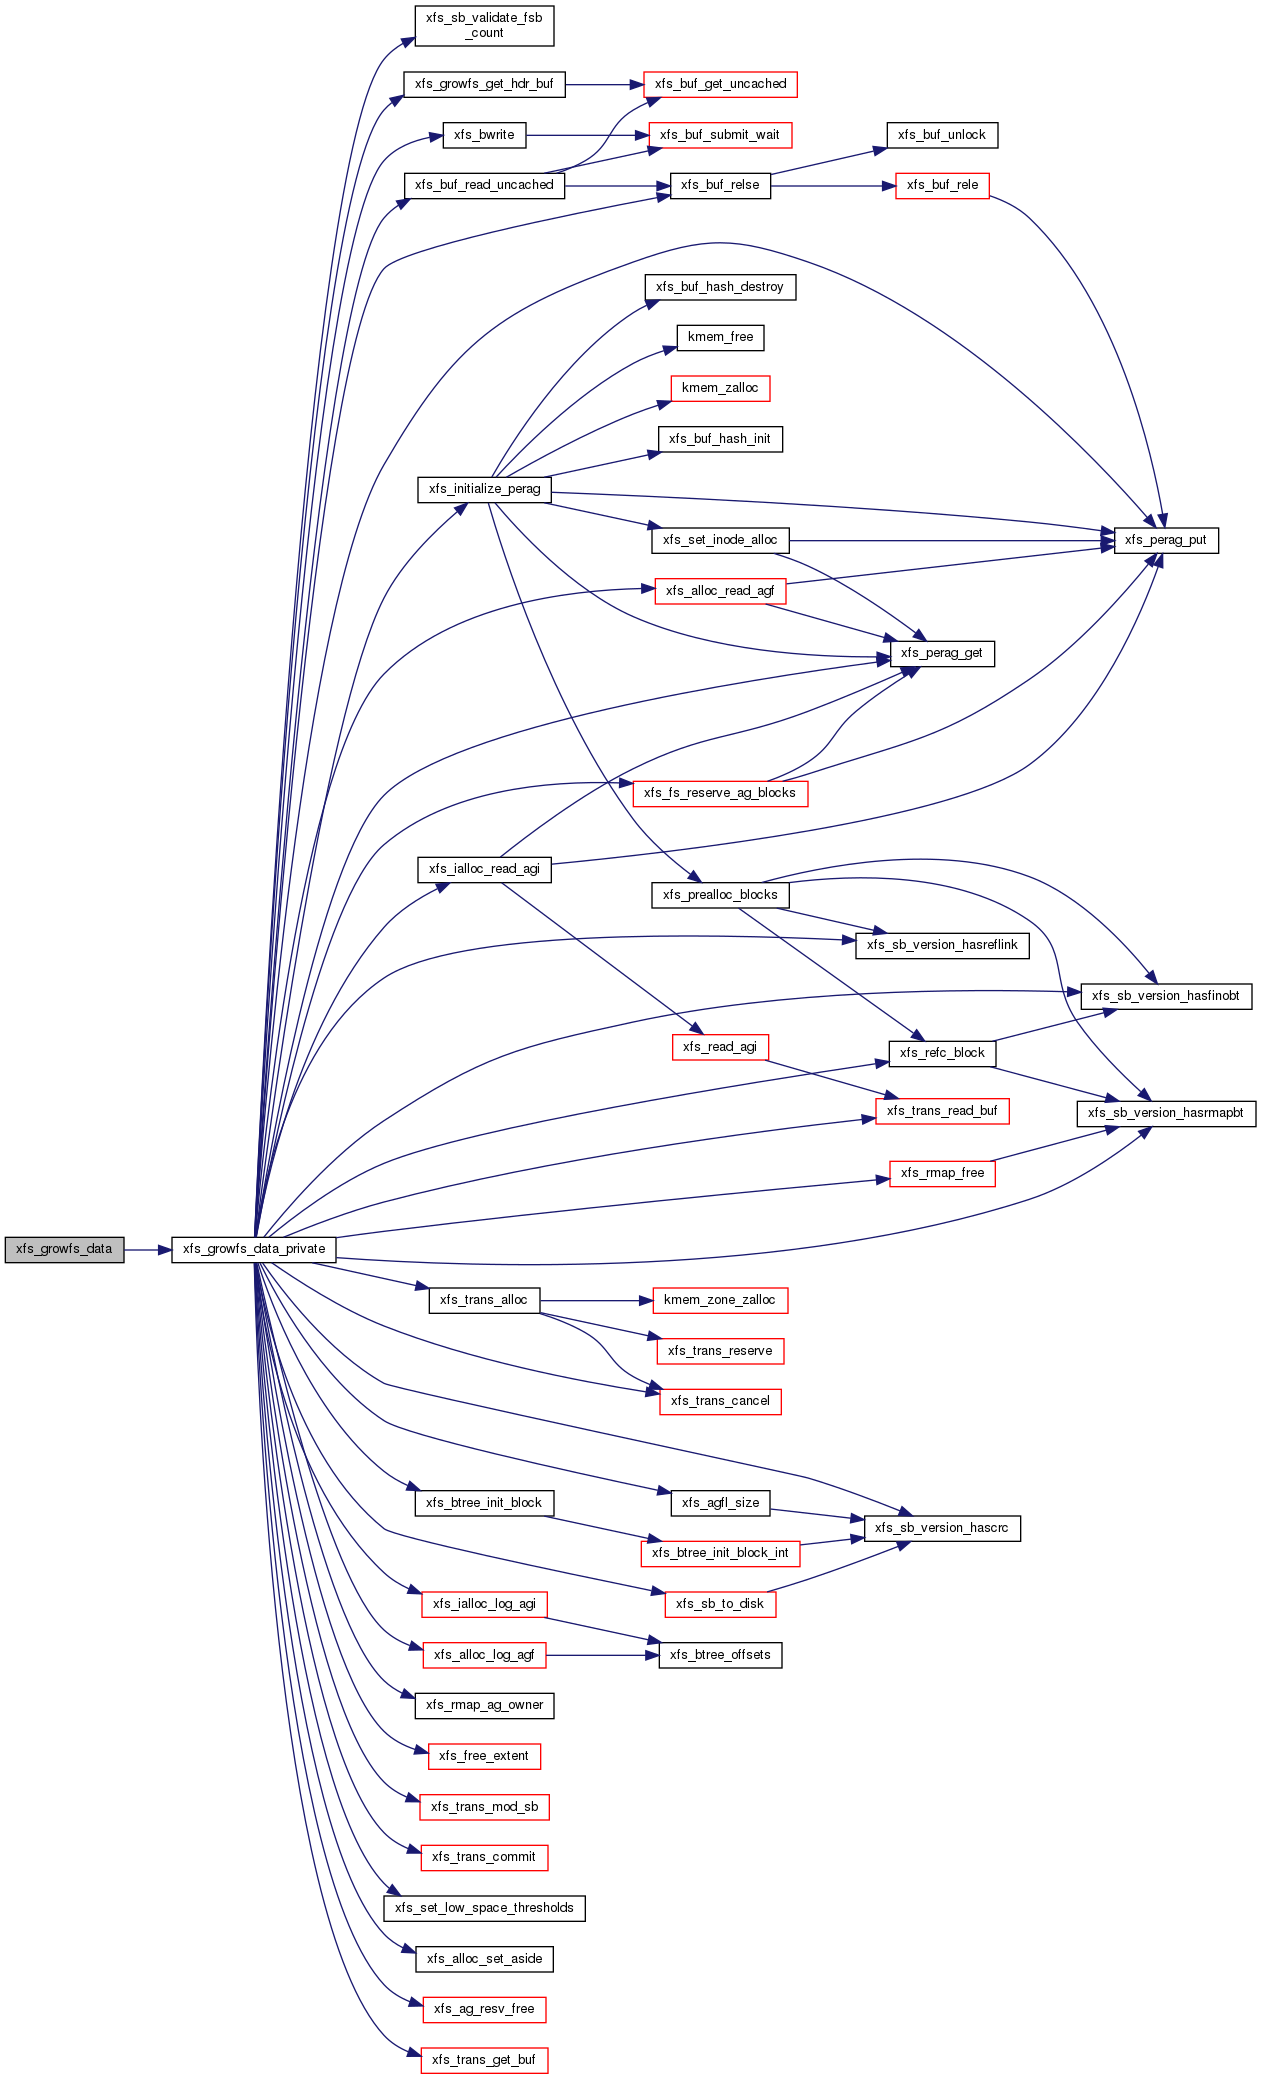 xfs_sb_validate_fsb
_count
xfs_growfs_get_hdr_buf
xfs_buf_get_uncached
xfs_bwrite
xfs_buf_submit_wait
xfs_buf_unlock
xfs_buf_read_uncached
xfs_buf_relse
xfs_buf_rele
xfs_buf_hash_destroy
kmem_free
kmem_zalloc
xfs_buf_hash_init
xfs_initialize_perag
xfs_set_inode_alloc
xfs_perag_put
xfs_alloc_read_agf
xfs_perag_get
xfs_fs_reserve_ag_blocks
xfs_ialloc_read_agi
xfs_prealloc_blocks
xfs_sb_version_hasreflink
xfs_sb_version_hasfinobt
xfs_read_agi
xfs_refc_block
xfs_trans_read_buf
xfs_sb_version_hasrmapbt
xfs_rmap_free
xfs_growfs_data
xfs_growfs_data_private
xfs_trans_alloc
kmem_zone_zalloc
xfs_trans_reserve
xfs_trans_cancel
xfs_btree_init_block
xfs_agfl_size
xfs_sb_version_hascrc
xfs_btree_init_block_int
xfs_ialloc_log_agi
xfs_sb_to_disk
xfs_alloc_log_agf
xfs_btree_offsets
xfs_rmap_ag_owner
xfs_free_extent
xfs_trans_mod_sb
xfs_trans_commit
xfs_set_low_space_thresholds
xfs_alloc_set_aside
xfs_ag_resv_free
xfs_trans_get_buf